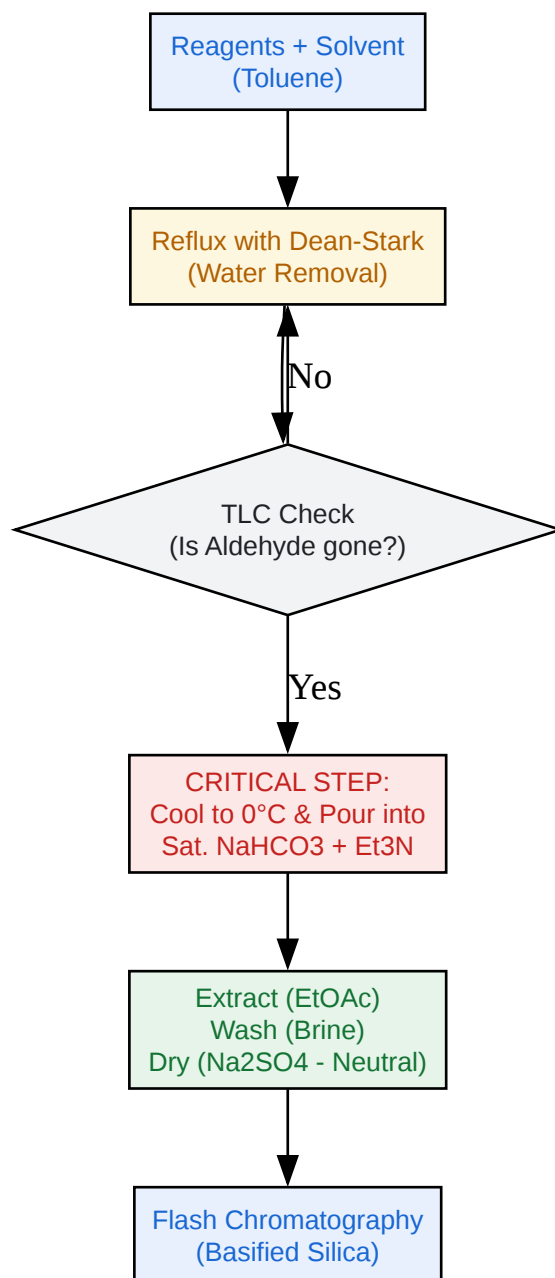 Reagents + Solvent
(Toluene)
Reflux with Dean-Stark
(Water Removal)
No
TLC Check
(Is Aldehyde gone?)
Yes
CRITICAL STEP:
Cool to 0°C & Pour into
Sat. NaHCO3 + Et3N
Extract (EtOAc)
Wash (Brine)
Dry (Na2SO4 - Neutral)
Flash Chromatography
(Basified Silica)